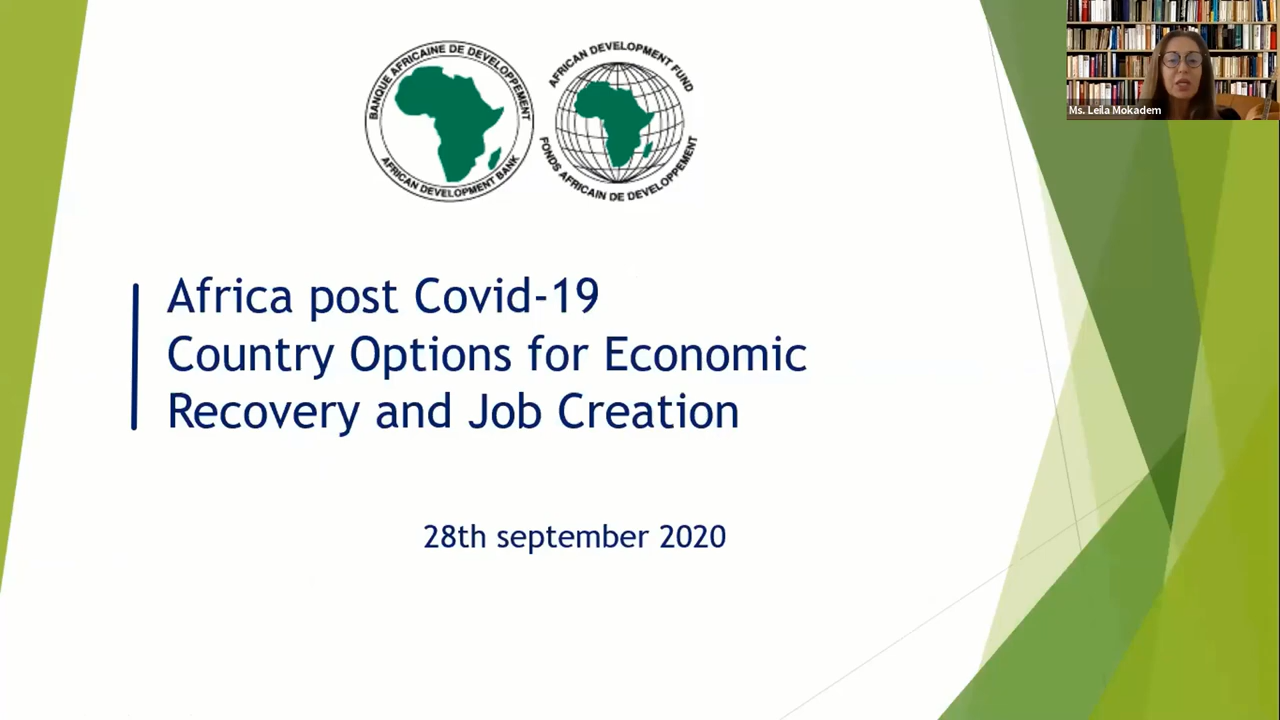 BANQUE AFRICAINE DE DEVELOPPEMENT
AFRICAN DEVELOPMENT BANK
AFRICAN DEVELOPMENT FUND
FONDS AFRICAIN DE DEVELOPPEMENT
Ms. Leila Mokadem
Africa post Covid-19
Country Options for Economic
Recovery and Job Creation
28th september 2020